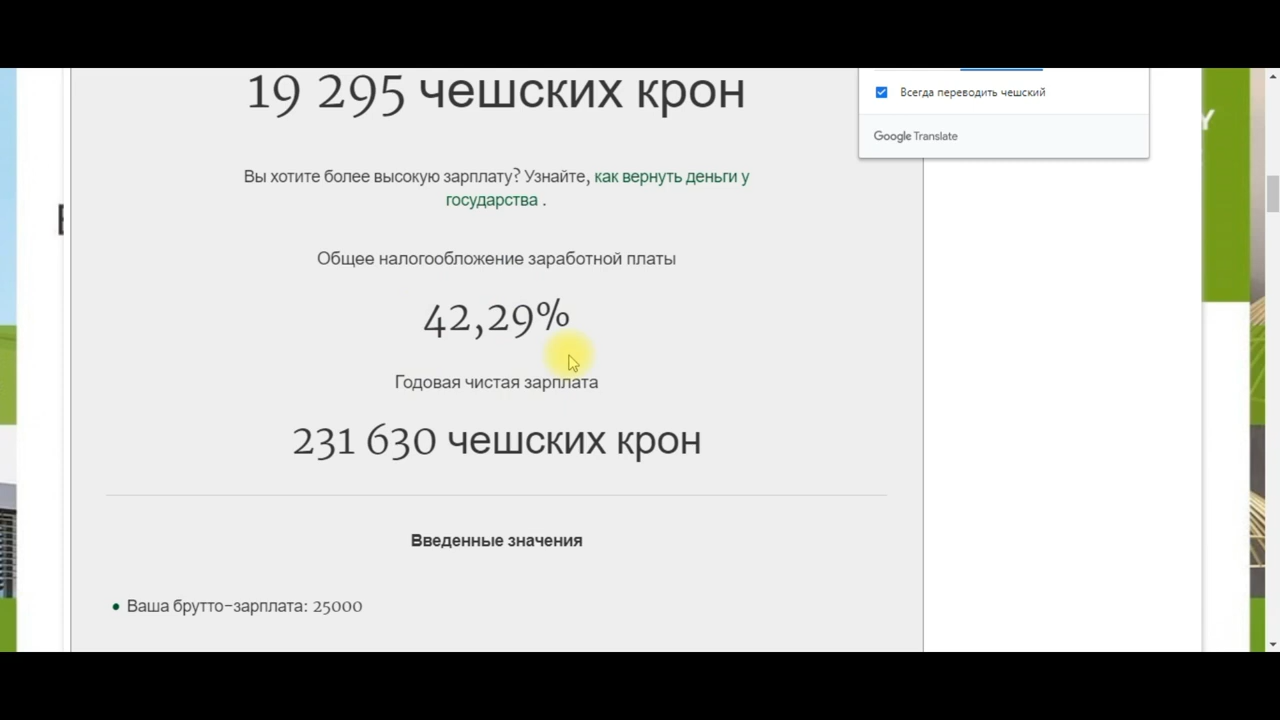 19 295 чешских крон
Всегда переводить чешский
Google Translate
Вы хотите более высокую зарплату? Узнайте, как вернуть деньги у
государства .
Общее налогообложение заработной платы
42,29%
Годовая чистая зарплата
231 630 чешских крон
Введенные значения
• Ваша брутто-зарплата: 25000